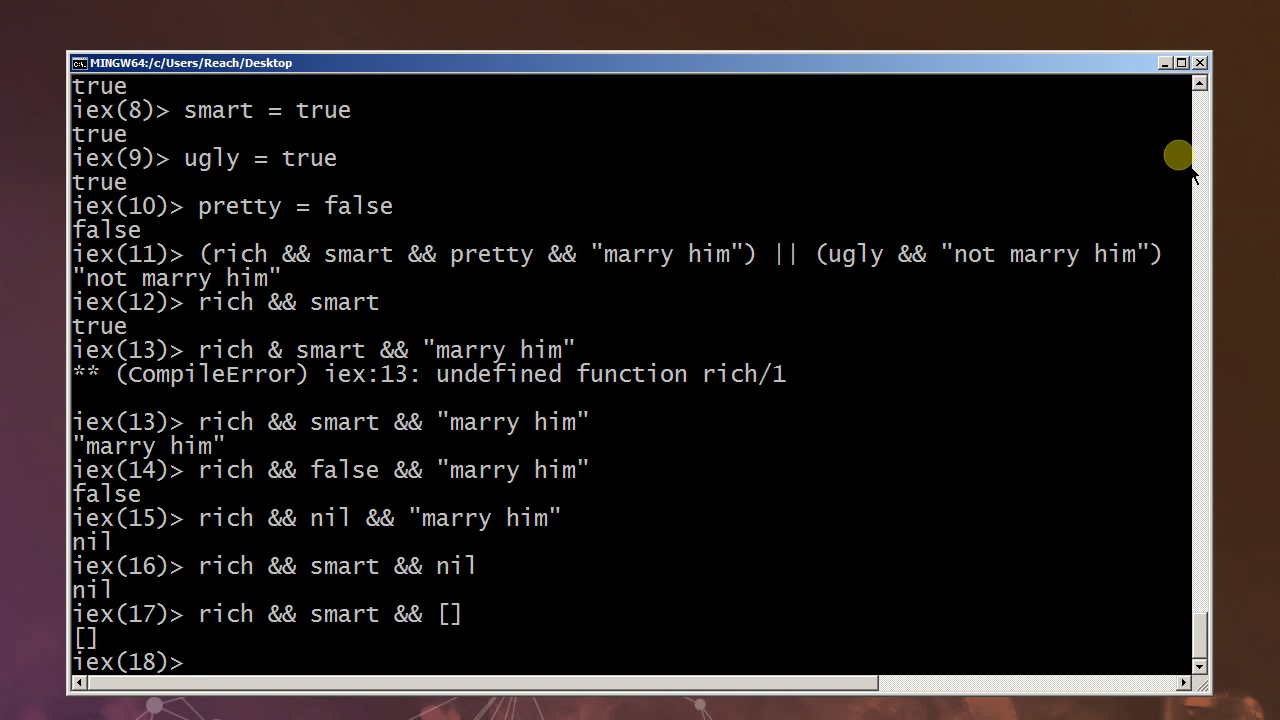 MINGW64:/c/Users/Reach/Desktop
true
iex(8)> smart = true
true
iex(9)> ugly = true
true
iex(10)> pretty = false
false
iex(11)> (rich && smart && pretty && "marry him") || (ugly && "not marry him")
"not marry him"
iex(12)> rich && smart
true
iex(13)> rich & smart && "marry him"
** (CompileError) iex:13: undefined function rich/1
iex(13)> rich && smart && "marry him"
"marry him"
iex(14)> rich && false && "marry him"
false
iex(15)> rich && nil && "marry him"
nil
iex(16)> rich && smart && nil
nil
iex(17)> rich && smart && []
[]
iex(18)>